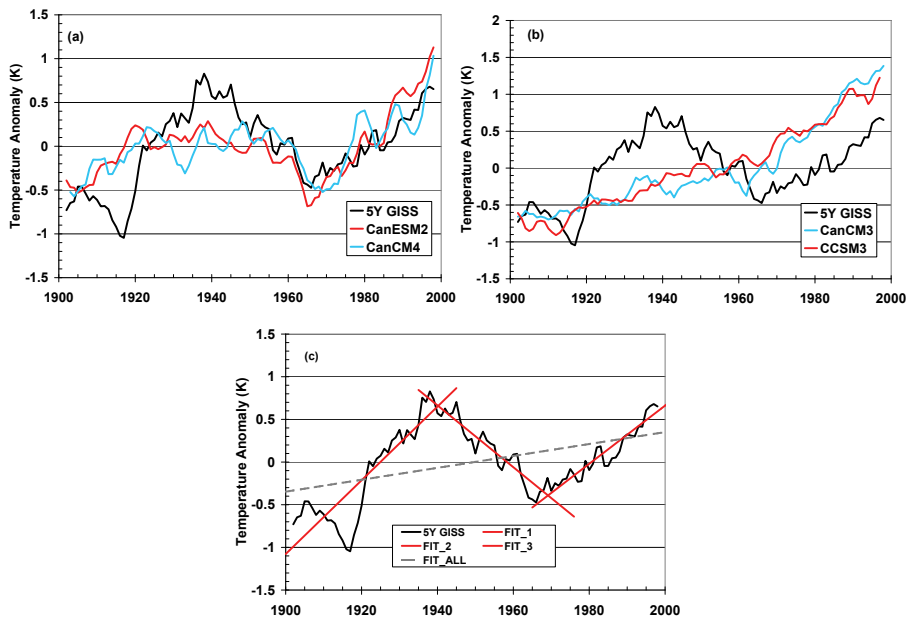 (a)
Temperature Anomaly (K)
1.5
1
0.5
0
-0.5
-1
-1.5
5Y GISS
CanESM2
CanCM4
1900 1920 1940 1960 1980 2000
(b)
Temperature Anomaly (K)
2
1.5
1
0.5
0
-0.5
-1
-1.5
5Y GISS
CanCM3
CCSM3
1900 1920 1940 1960 1980 2000
(c)
Temperature Anomaly (K)
1.5
1
0.5
0
-0.5
-1
-1.5
5Y GISS FIT_1
FIT_2 FIT_3
FIT_ALL
1900 1920 1940 1960 1980 2000